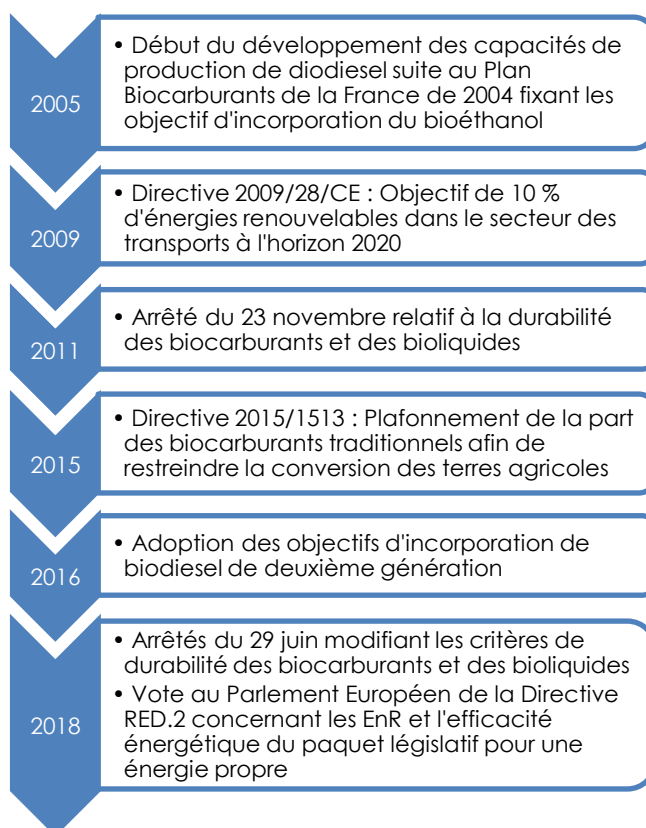 2005
• Début du développement des capacités de
production de diodiesel suite au Plan
Biocarburants de la France de 2004 fixant les
objectif d'incorporation du bioéthanol
2009
• Directive 2009/28/CE : Objectif de 10 %
d'énergies renouvelables dans le secteur des
transports à l'horizon 2020
2011
• Arrêté du 23 novembre relatif à la durabilité
des biocarburants et des bioliquides
2015
• Directive 2015/1513 : Plafonnement de la part
des biocarburants traditionnels afin de
restreindre la conversion des terres agricoles
2016
• Adoption des objectifs d'incorporation de
biodiesel de deuxième génération
2018
• Arrêtés du 29 juin modifiant les critères de
durabilité des biocarburants et des bioliquides
• Vote au Parlement Européen de la Directive
RED.2 concernant les EnR et l'efficacité
énergétique du paquet législatif pour une
énergie propre